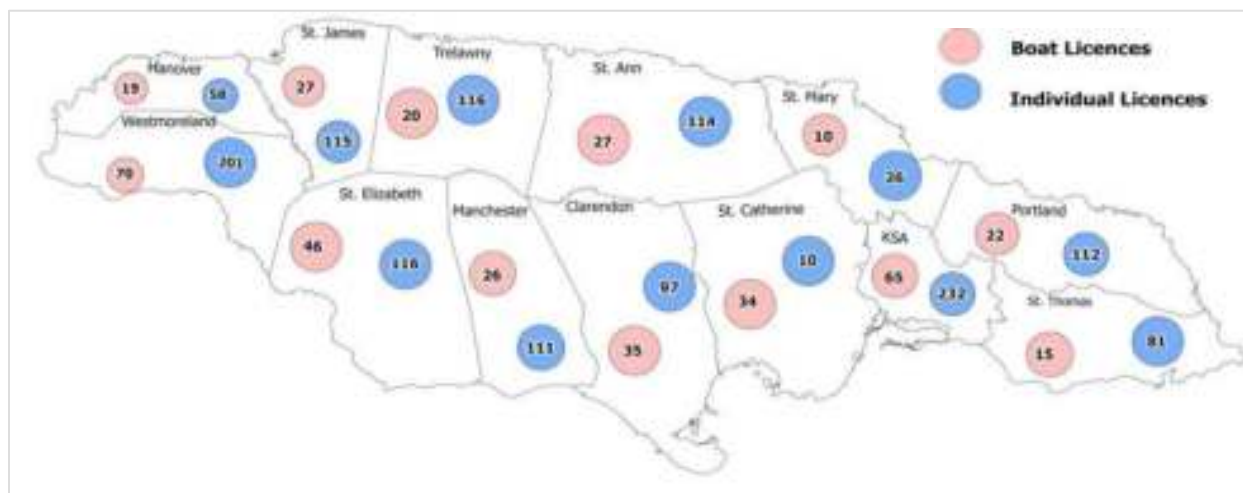 Boat Licences
Individual Licences
Hanover
19
58
Westmoreland
70
201
St. James
27
115
Trelawny
20
116
St. Ann
27
114
St. Mary
10
26
St. Elizabeth
46
116
Manchester
26
111
Clarendon
97
35
St. Catherine
10
34
KSA
65
232
Portland
22
112
St. Thomas
15
81